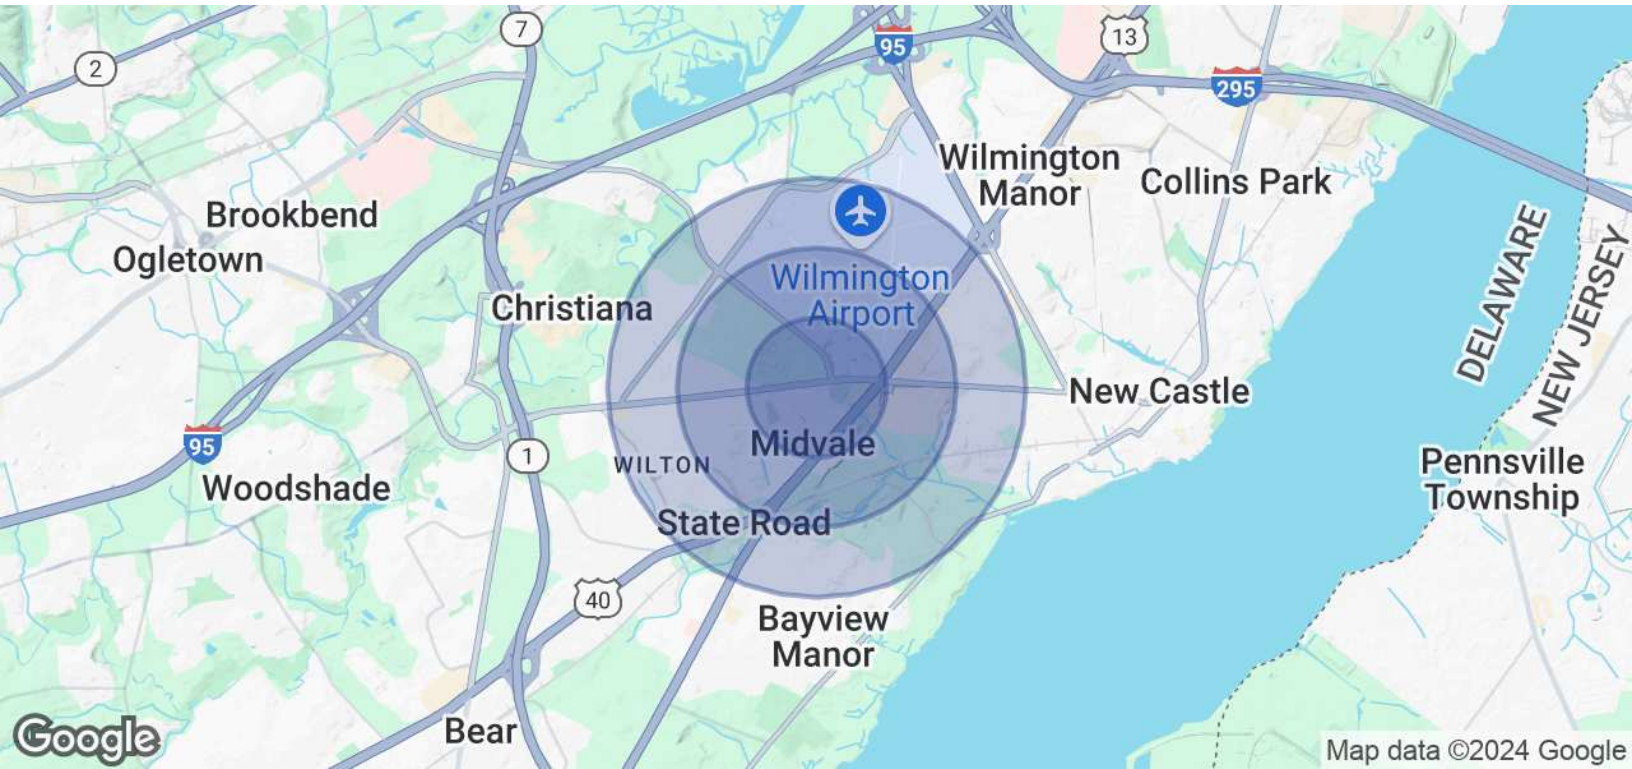 7
95
13
2
295
Wilmington
Manor
Collins Park
Brookbend
Ogletown
DELAWARE
NEW JERSEY
Wilmington
Airport
Christiana
New Castle
95
Midvale
1
WILTON
Pennsville
Township
Woodshade
State Road
40
Bayview
Manor
Bear
Google
Map data ©2024 Google